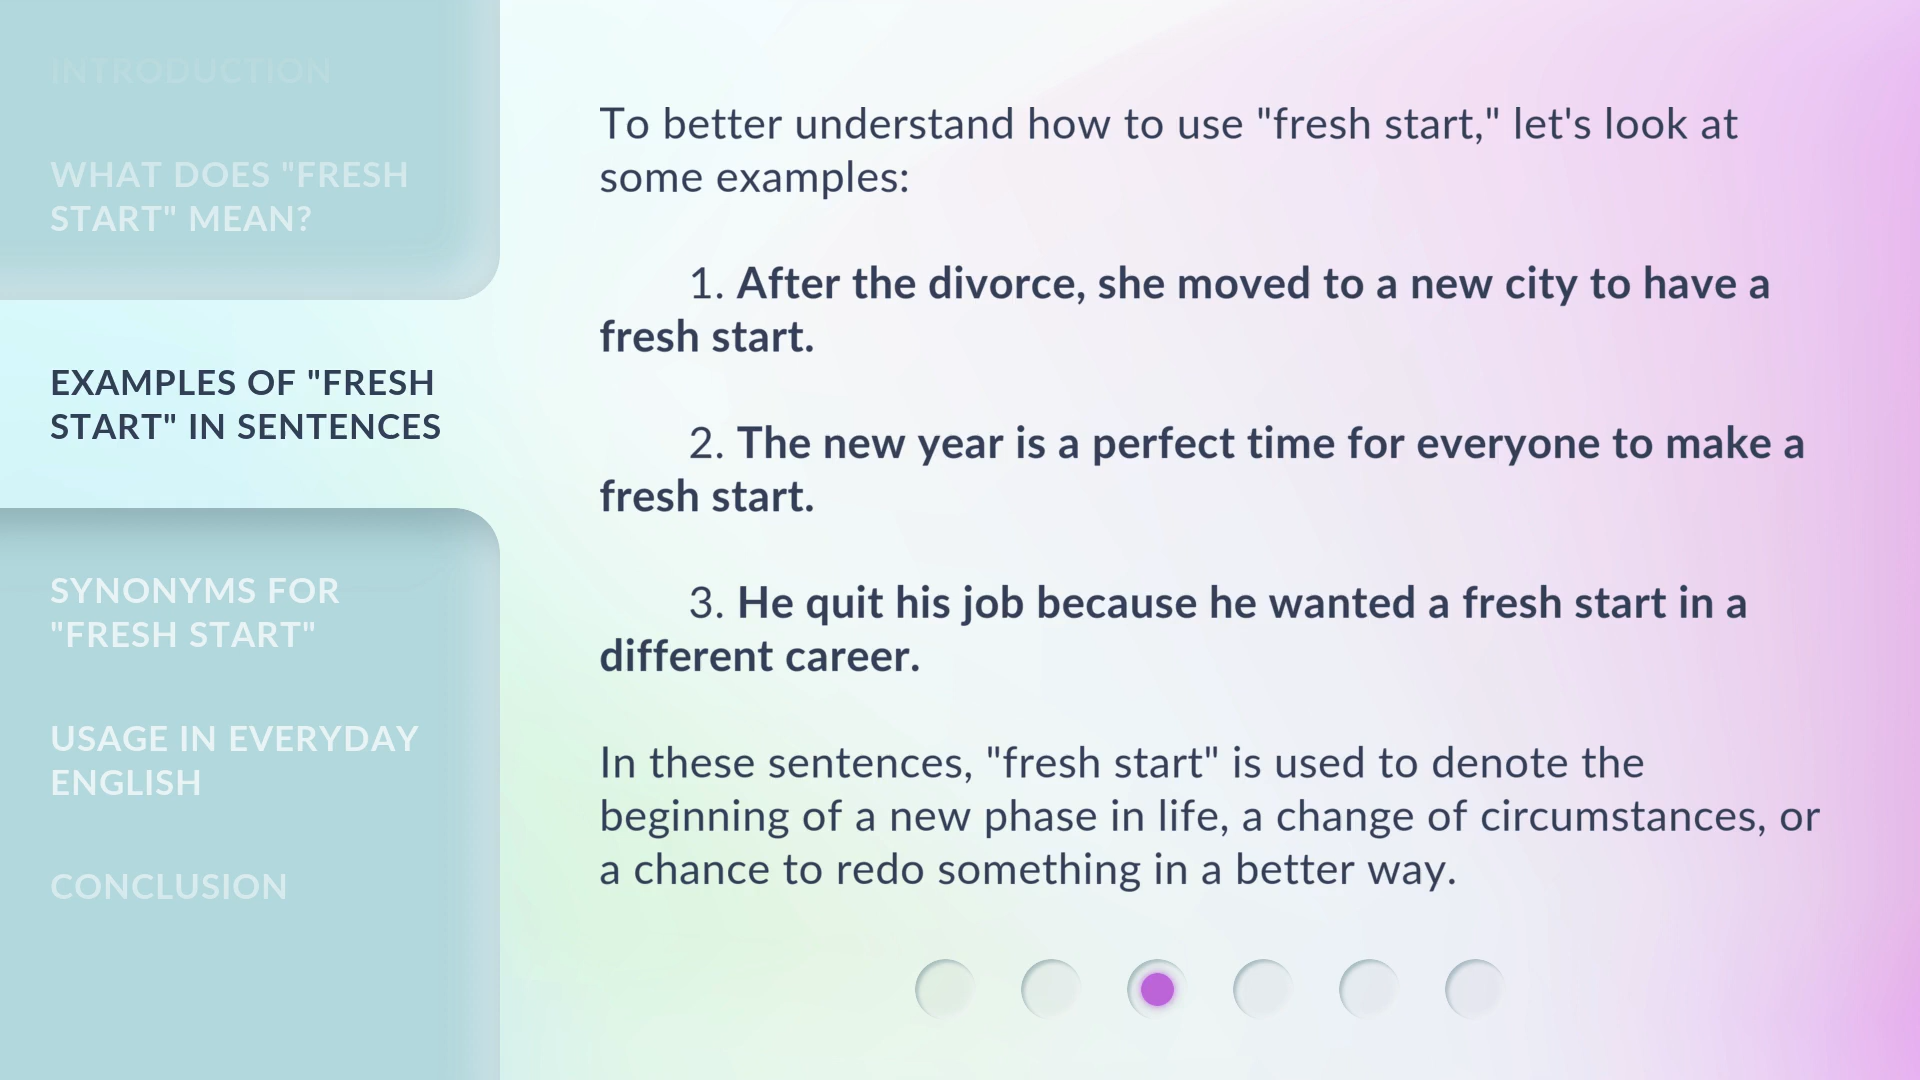 INTRODUCTION
WHAT DOES "FRESH
START" MEAN?
EXAMPLES OF "FRESH
START" IN SENTENCES
SYNONYMS FOR
"FRESH START"
USAGE IN EVERYDAY
ENGLISH
CONCLUSION
To better understand how to use "fresh start," let's look at
some examples:
1. After the divorce, she moved to a new city to have a
fresh start.
2. The new year is a perfect time for everyone to make a
fresh start.
3. He quit his job because he wanted a fresh start in a
different career.
In these sentences, "fresh start" is used to denote the
beginning of a new phase in life, a change of circumstances, or
a chance to redo something in a better way.